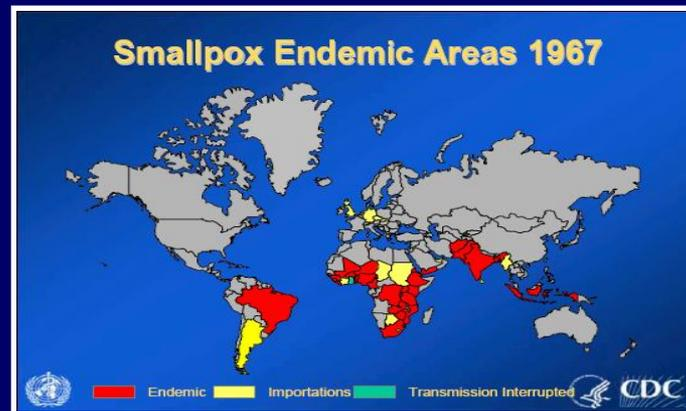 Smallpox Endemic Areas 1967
Endemic Importations Transmission Interrupted CDC